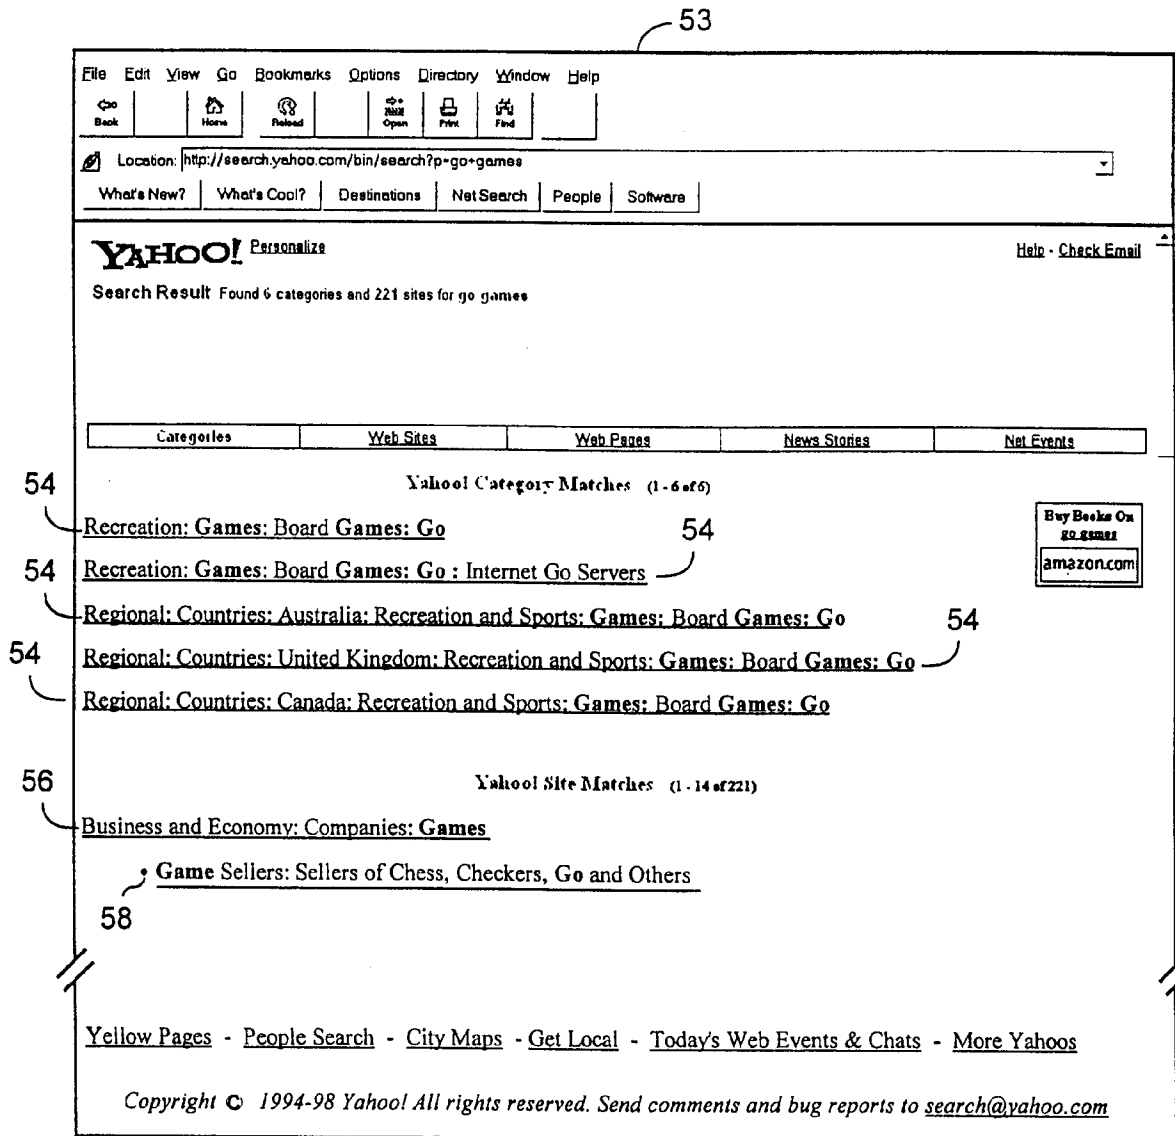 53
File Edit View Go Bookmarks Options Directory Window Help
Back Home Reload Open Print Find
Location: http://search.yahoo.com/bin/search?p=go+games
What's New? What's Cool? Destinations Net Search People Software
YAHOO! Personalize Help - Check Email
Search Result Found 6 categories and 221 sites for go games
Categories Web Sites Web Pages News Stories Net Events
Yahoo! Category Matches (1 - 6 of 6)
54 Recreation: Games: Board Games: Go
Buy Books On
go games
amazon.com
Recreation: Games: Board Games: Go : Internet Go Servers 54
54 Regional: Countries: Australia: Recreation and Sports: Games: Board Games: Go
Regional: Countries: United Kingdom: Recreation and Sports: Games: Board Games: Go 54
54 Regional: Countries: Canada: Recreation and Sports: Games: Board Games: Go
Yahoo! Site Matches (1 - 14 of 221)
56 Business and Economy: Companies: Games
• Game Sellers: Sellers of Chess, Checkers, Go and Others
58
Yellow Pages - People Search - City Maps - Get Local - Today's Web Events & Chats - More Yahoos
Copyright © 1994-98 Yahoo! All rights reserved. Send comments and bug reports to search@yahoo.com